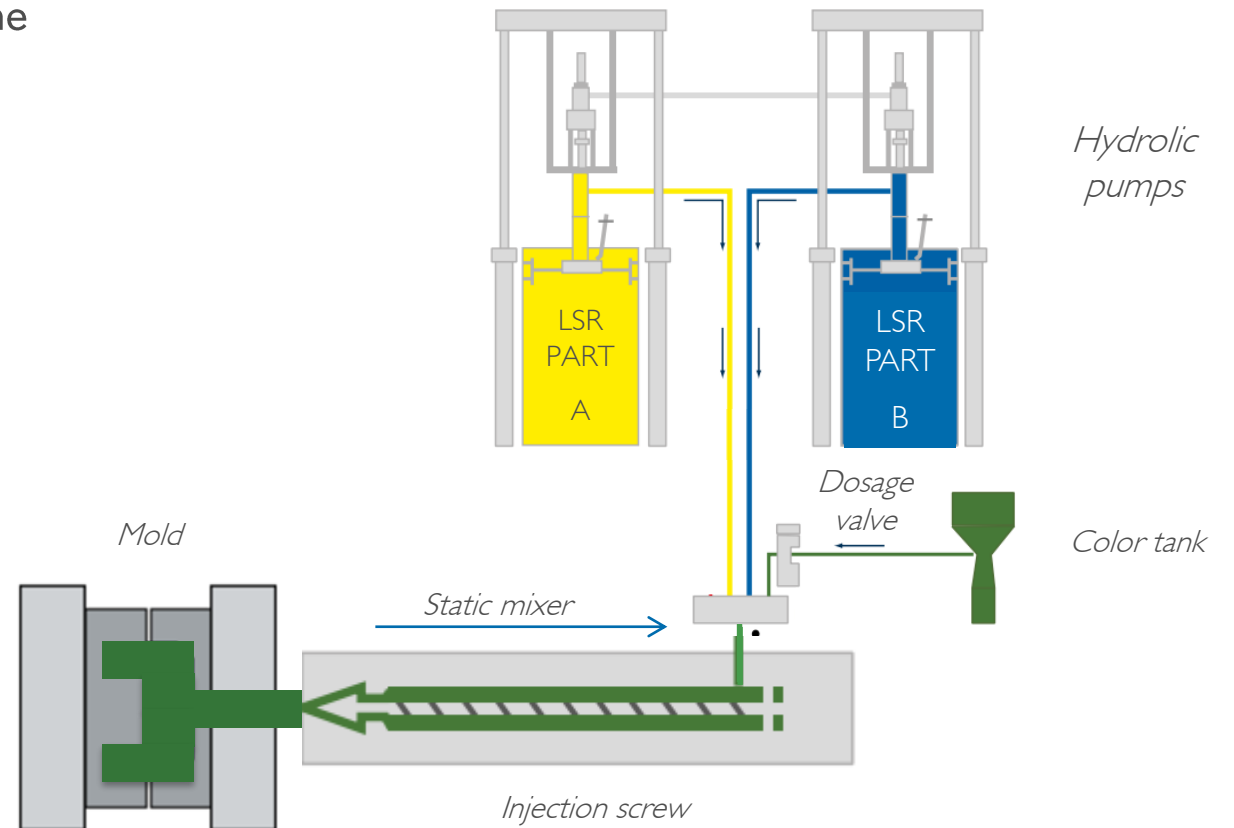 ne
Hydrolic
pumps
LSR
PART
A
LSR
PART
B
Dosage
valve
Color tank
Mold
Static mixer
Injection screw